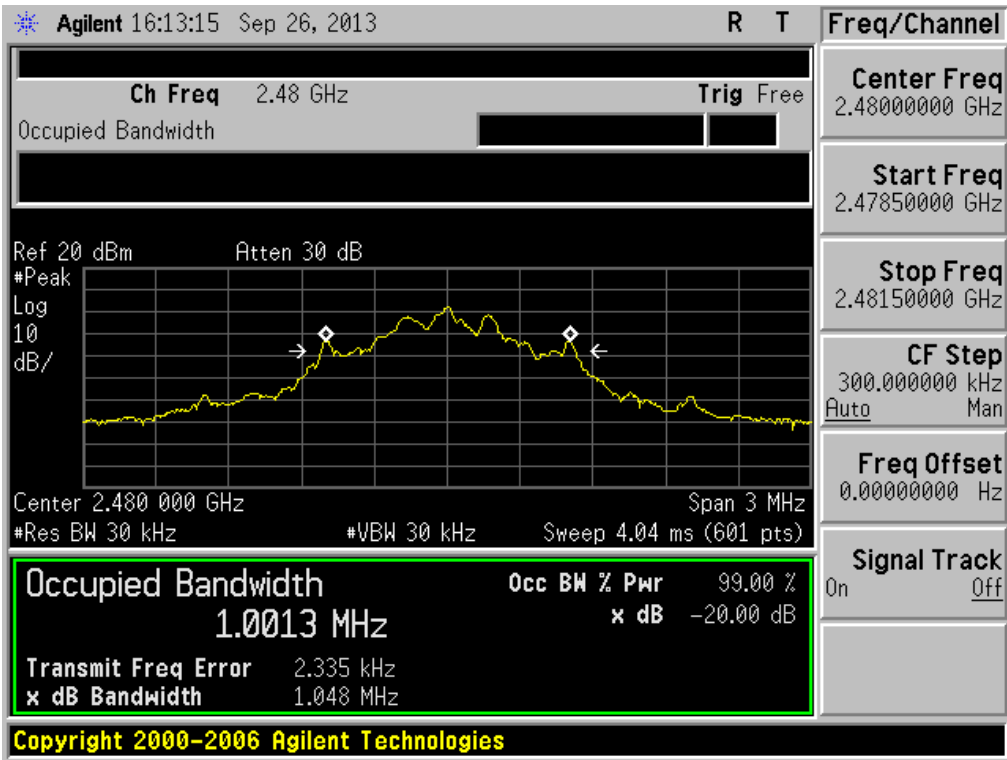 Agilent 16:13:15 Sep 26, 2013 R T
Ch Freq 2.48 GHz Trig Free
Occupied Bandwidth
Ref 20 dBm Atten 30 dB
#Peak
Log
10
dB/
Center 2.480 000 GHz Span 3 MHz
#Res BW 30 kHz #VBW 30 kHz Sweep 4.04 ms (601 pts)
Occupied Bandwidth Occ BW % Pwr 99.00 %
1.0013 MHz x dB -20.00 dB
Transmit Freq Error 2.335 kHz
x dB Bandwidth 1.048 MHz
Copyright 2000-2006 Agilent Technologies
Freq/Channel
Center Freq
2.48000000 GHz
Start Freq
2.47850000 GHz
Stop Freq
2.48150000 GHz
CF Step
300.000000 kHz
Auto Man
Freq Offset
0.00000000 Hz
Signal Track
On Off